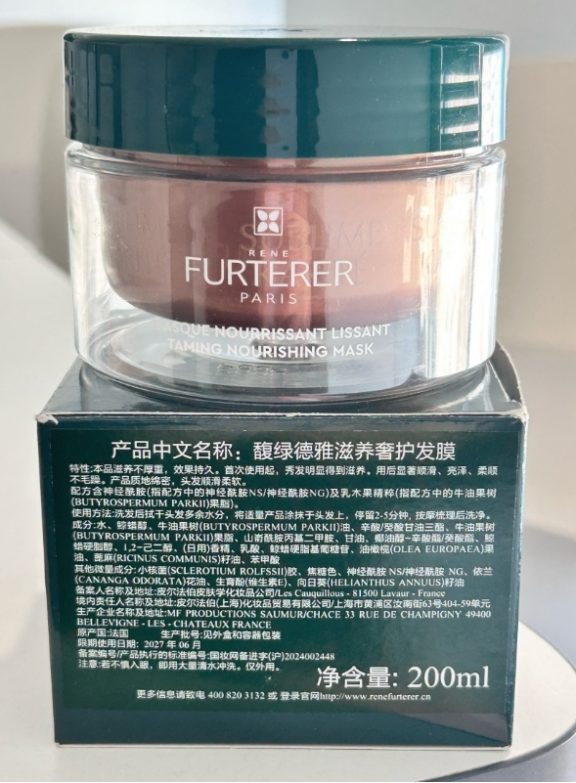 SUBLYME
RENE
FURTERER
PARIS
SQUE NOURRISSANT LISSANT
TAMING NOURISHING MASK
产品中文名称：馥绿德雅滋养奢护发膜
特性:本品滋养不厚重，效果持久。首次使用起，秀发明显得到滋养。用后显著顺滑、亮泽、柔顺
不毛躁。产品质地绵密，头发顺滑柔软。
配方含神经酰胺(指配方中的神经酰胺NS/神经酰胺NG)及乳木果精粹(指配方中的牛油果树
(BUTYROSPERMUM PARKII)果脂)。
使用方法:洗发后拭干头发多余水分，将适量产品涂抹于头发上，停留2-5分钟，按摩梳理后洗净。
成分:水、鲸蜡醇、牛油果树(BUTYROSPERMUM PARKII)油、辛酸/癸酸甘油三酯、牛油果树
(BUTYROSPERMUM PARKII)果脂、山嵛酰胺丙基二甲胺、甘油、椰油醇-辛酸酯/癸酸酯、鲸
蜡硬脂醇、1,2-己二醇、(日用)香精、乳酸、鲸蜡硬脂基葡糖苷、油橄榄(OLEA EUROPAEA)果
油、蓖麻(RICINUS COMMUNIS)籽油、苯甲酸
其他微量成分:小核菌(SCLEROTIUM ROLFSSII)胶、焦糖色、神经酰胺NS/神经酰胺 NG、依兰
(CANANGA ODORATA)花油、生育酚(维生素E)、向日葵(HELIANTHUS ANNUUS)籽油
备案人名称及地址:皮尔法伯皮肤学化妆品公司/Les Cauquillous - 81500 Lavaur - France
境内责任人名称及地址:皮尔法伯(上海)化妆品贸易有限公司/上海市黄浦区汝南街63号404-59单元
生产企业名称及地址:MF PRODUCTIONS SAUMUR/CHACE 33 RUE DE CHAMPIGNY 49400
BELLEVIGNE - LES - CHATEAUX FRANCE
原产国:法国 生产批号:见外盒和容器包装
限期使用日期: 2027 年 06 月
备案编号/产品执行的标准编号:国妆网备进字(沪)2024002448
注意:若不慎入眼，即用大量清水冲洗。仅外用。
净含量: 200ml
更多信息请致电 400 820 3132 或 登录官网http://www.renefurterer.cn